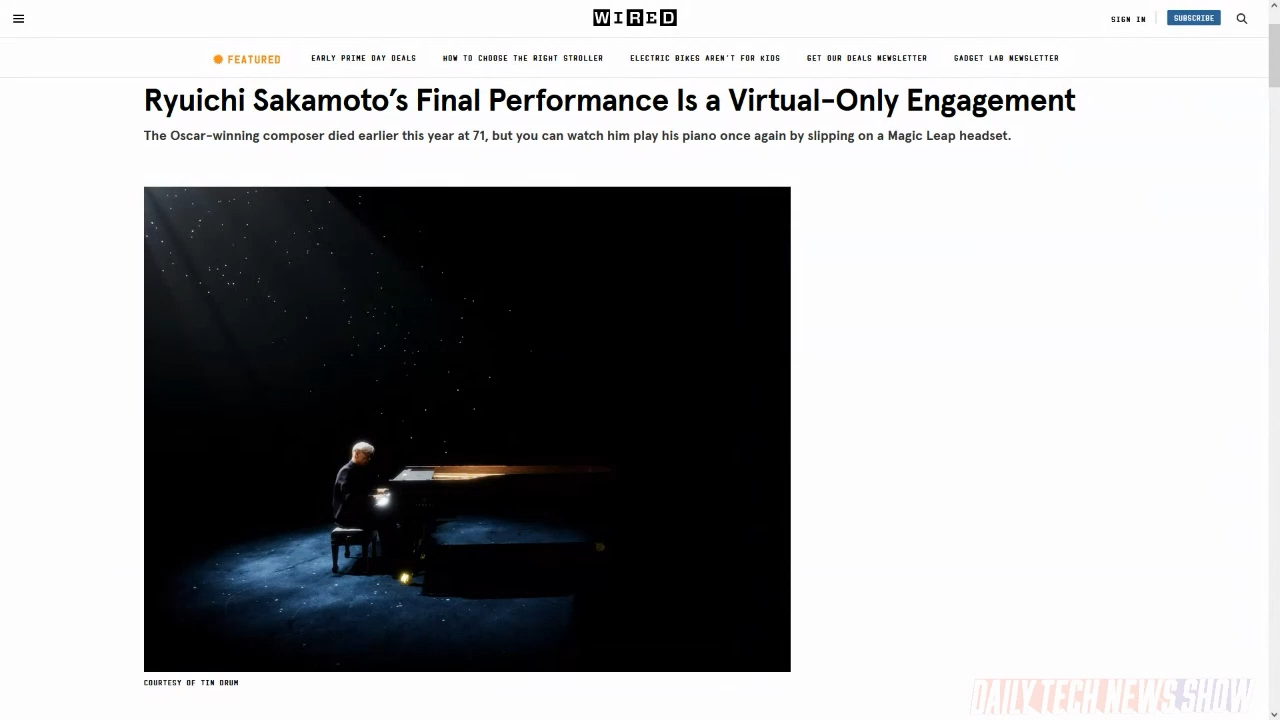 WIRED
SIGN IN
SUBSCRIBE
FEATURED
EARLY PRIME DAY DEALS
HOW TO CHOOSE THE RIGHT STROLLER
ELECTRIC BIKES AREN'T FOR KIDS
GET OUR DEALS NEWSLETTER
GADGET LAB NEWSLETTER
Ryuichi Sakamoto’s Final Performance Is a Virtual-Only Engagement
The Oscar-winning composer died earlier this year at 71, but you can watch him play his piano once again by slipping on a Magic Leap headset.
COURTESY OF TIN DRUM
DAILY TECH NEWS SHOW